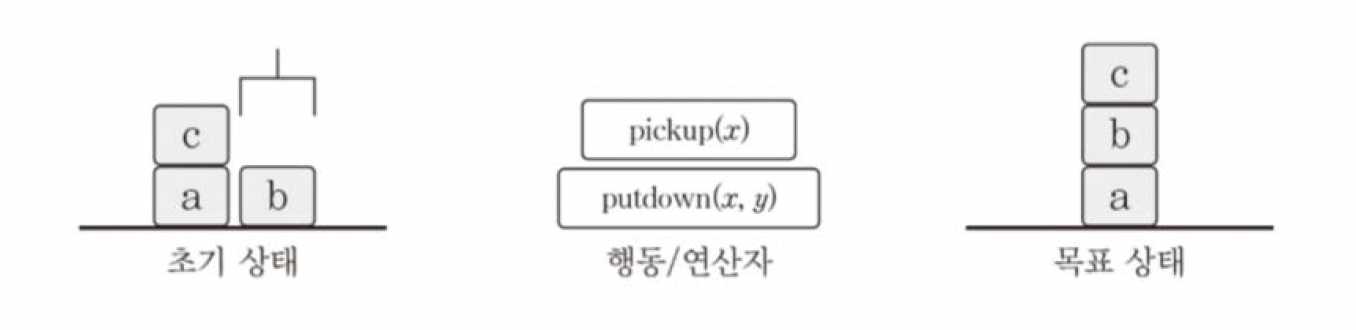 c
a b
초기 상태
pickup(x)
putdown(x, y)
행동/연산자
c
b
a
목표 상태